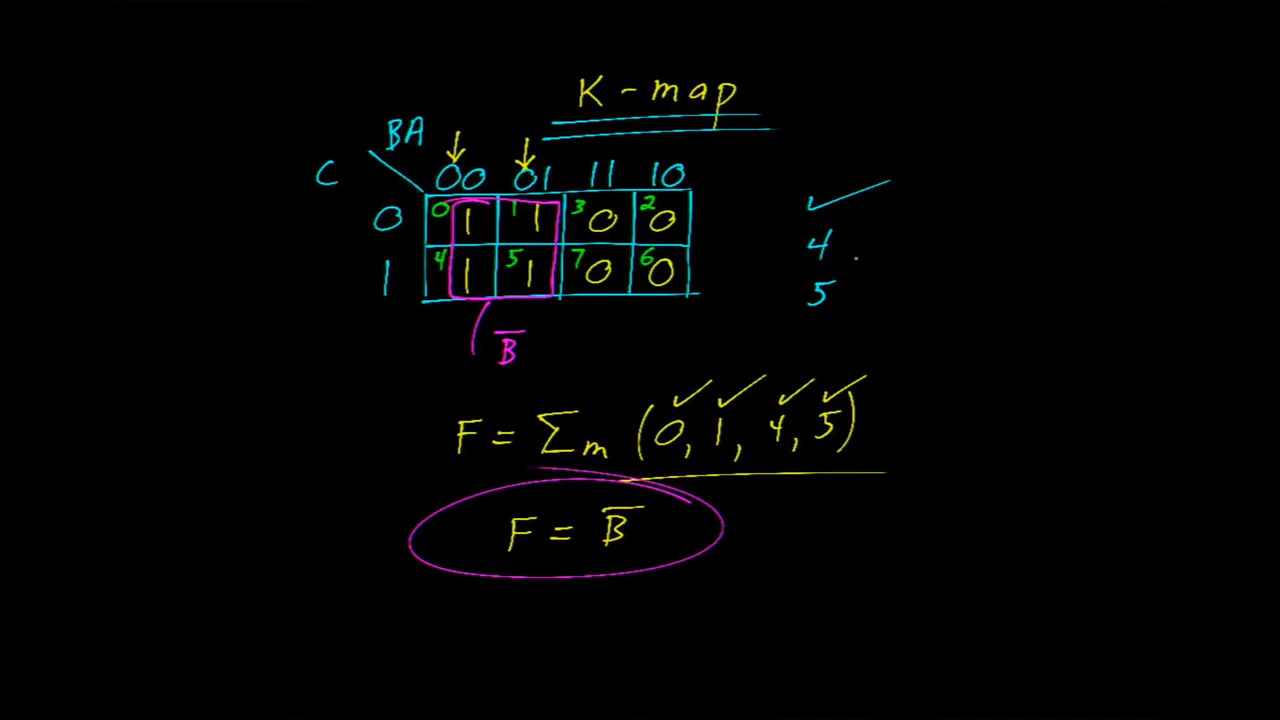 K-map
BA
C
00 01 11 10
0 0 1 1 1 3 0 2 0
1 4 1 5 1 7 0 6 0
4
5
B̅
F = Σm (0, 1, 4, 5)
F = B̅